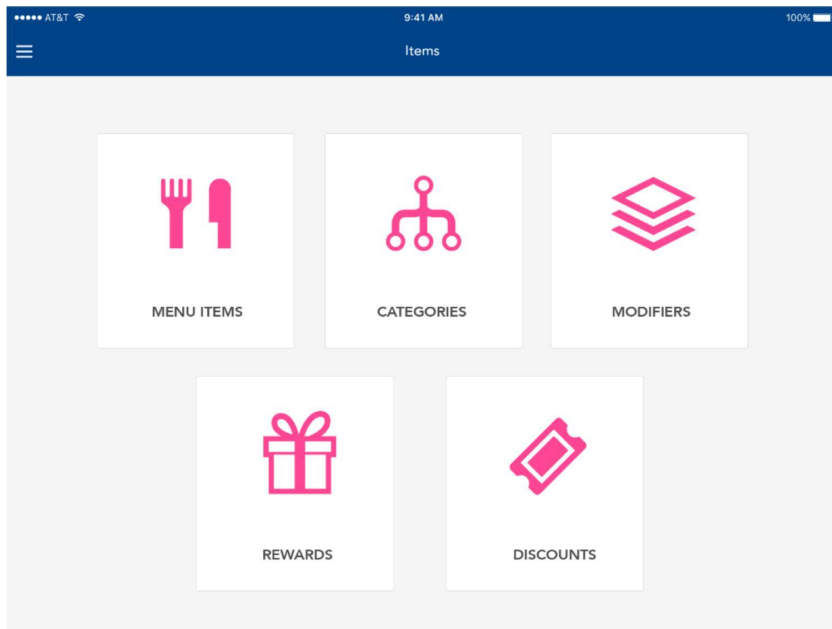 ●●●●● AT&T 9:41 AM 100%
Items
MENU ITEMS CATEGORIES MODIFIERS
REWARDS DISCOUNTS